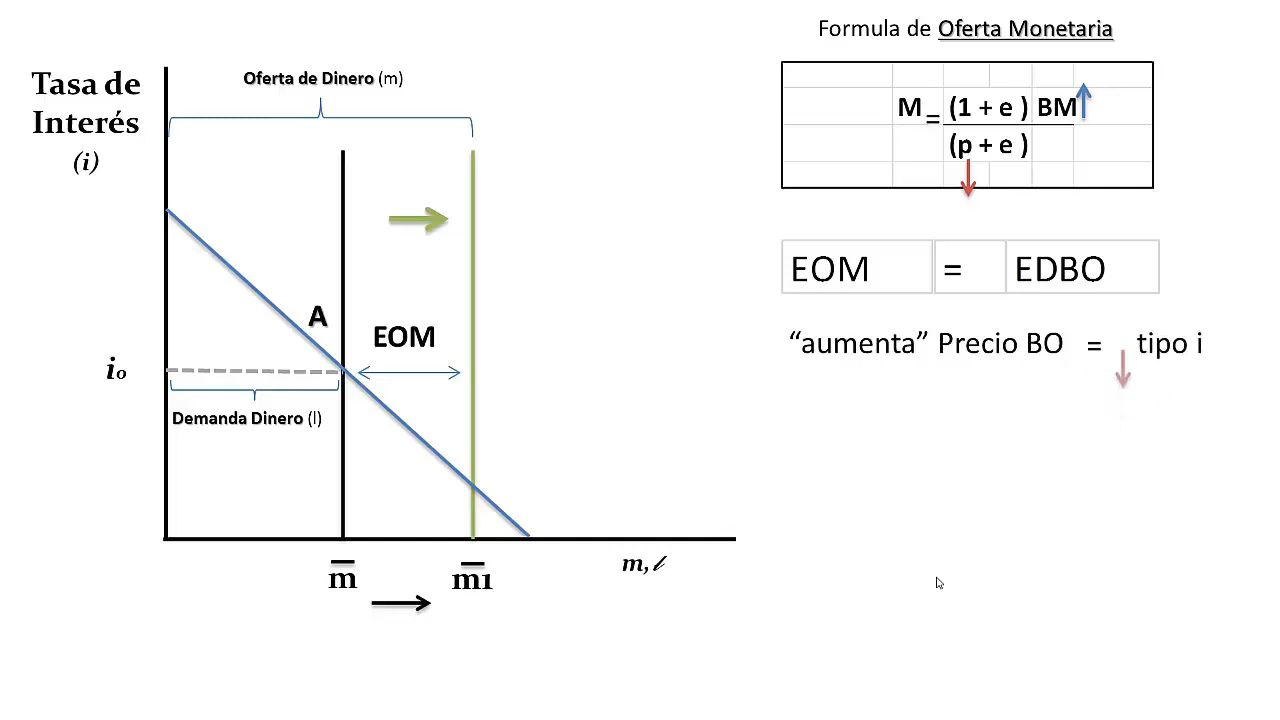 Formula de Oferta Monetaria
Tasa de
Interés
(i)
Oferta de Dinero (m)
M = (1 + e ) BM
(p + e )
EOM = EDBO
A
EOM
“aumenta” Precio BO = tipo i
i₀
Demanda Dinero (l)
m̅
m̅1
m,ℓ